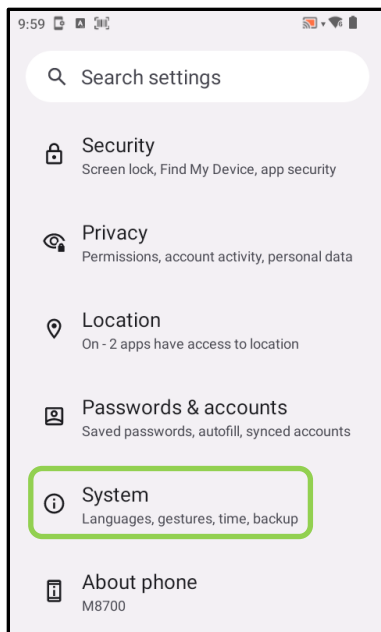 9:59
Search settings
Security
Screen lock, Find My Device, app security
Privacy
Permissions, account activity, personal data
Location
On - 2 apps have access to location
Passwords & accounts
Saved passwords, autofill, synced accounts
System
Languages, gestures, time, backup
About phone
M8700